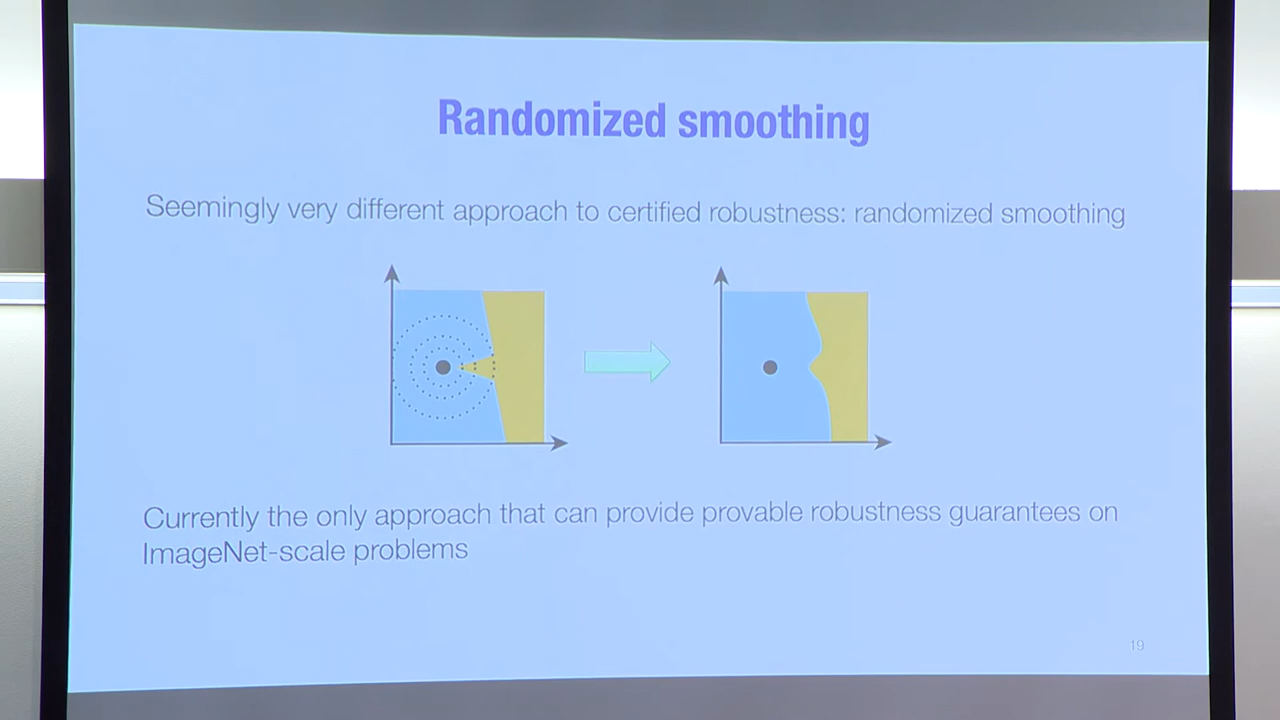 Randomized smoothing
Seemingly very different approach to certified robustness: randomized smoothing
Currently the only approach that can provide provable robustness guarantees on
ImageNet-scale problems
19